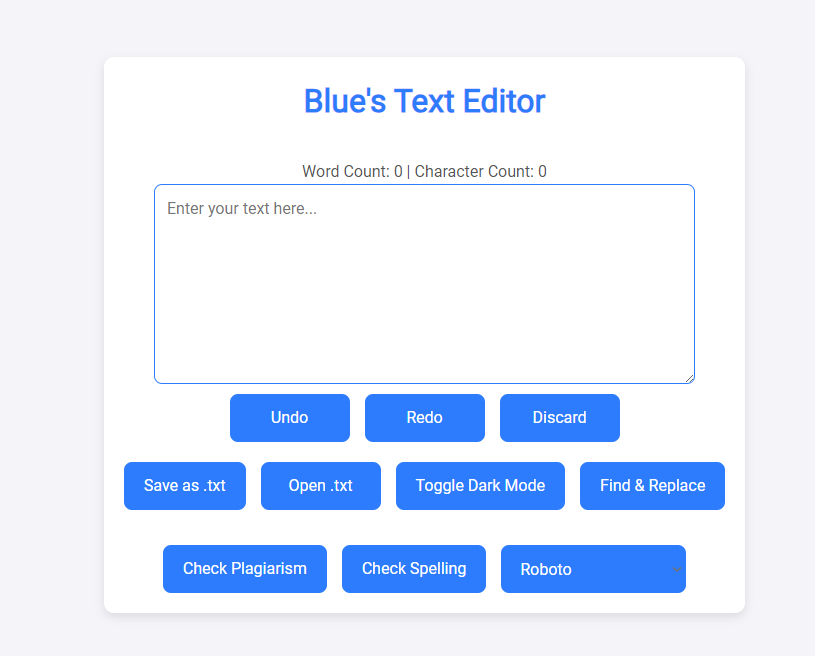 Blue's Text Editor
Word Count: 0 | Character Count: 0
Enter your text here...
Undo Redo Discard
Save as .txt Open .txt Toggle Dark Mode Find & Replace
Check Plagiarism Check Spelling Roboto